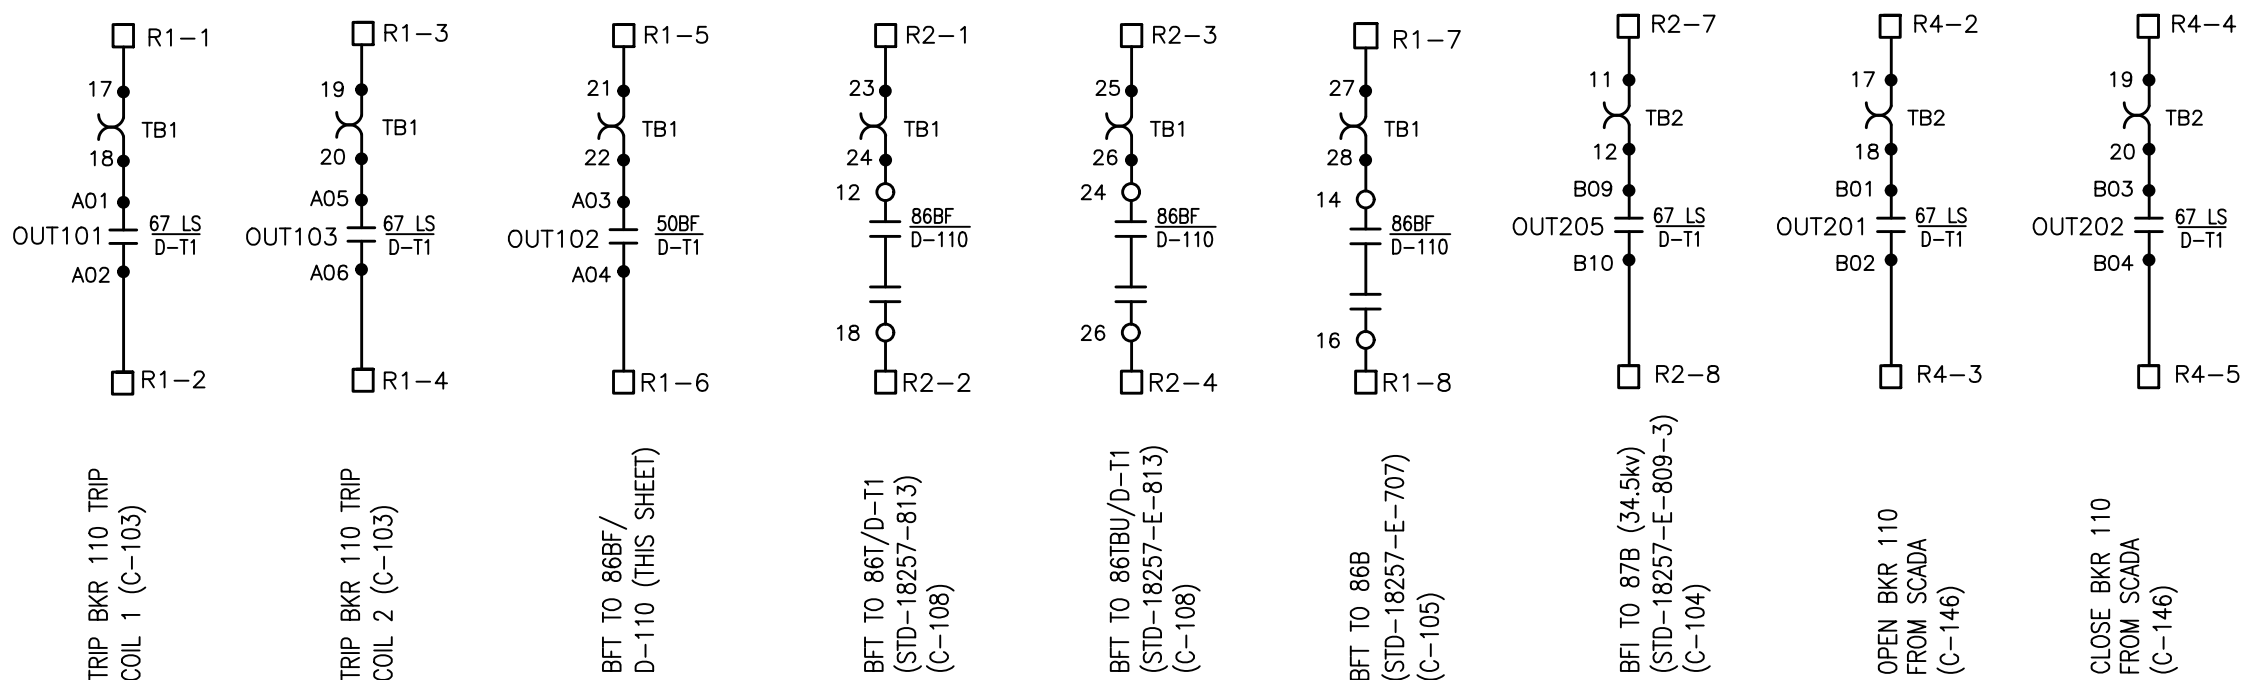 R1-1
17
TB1
18
A01
OUT101
67 LS
D-T1
A02
R1-2
TRIP BKR 110 TRIP
COIL 1 (C-103)
R1-3
19
TB1
20
A05
OUT103
67 LS
D-T1
A06
R1-4
TRIP BKR 110 TRIP
COIL 2 (C-103)
R1-5
21
TB1
22
A03
OUT102
50BF
D-T1
A04
R1-6
BFT TO 86BF/
D-110 (THIS SHEET)
R2-1
23
TB1
24
12
86BF
D-110
18
R2-2
BFT TO 86T/D-T1
(STD-18257-813)
(C-108)
R2-3
25
TB1
26
24
86BF
D-110
26
R2-4
BFT TO 86TBU/D-T1
(STD-18257-E-813)
(C-108)
R1-7
27
TB1
28
14
86BF
D-110
16
R1-8
BFT TO 86B
(STD-18257-E-707)
(C-105)
R2-7
11
TB2
12
B09
OUT205
67 LS
D-T1
B10
R2-8
BFI TO 87B (34.5kv)
(STD-18257-E-809-3)
(C-104)
R4-2
17
TB2
18
B01
OUT201
67 LS
D-T1
B02
R4-3
OPEN BKR 110
FROM SCADA
(C-146)
R4-4
19
TB2
20
B03
OUT202
67 LS
D-T1
B04
R4-5
CLOSE BKR 110
FROM SCADA
(C-146)